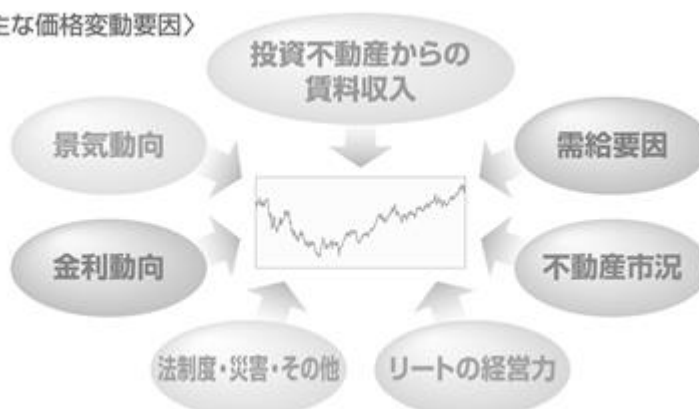 主な価格変動要因〉
投資不動産からの
賃料収入
景気動向
需給要因
金利動向
不動産市況
法制度・災害・その他
リートの経営力